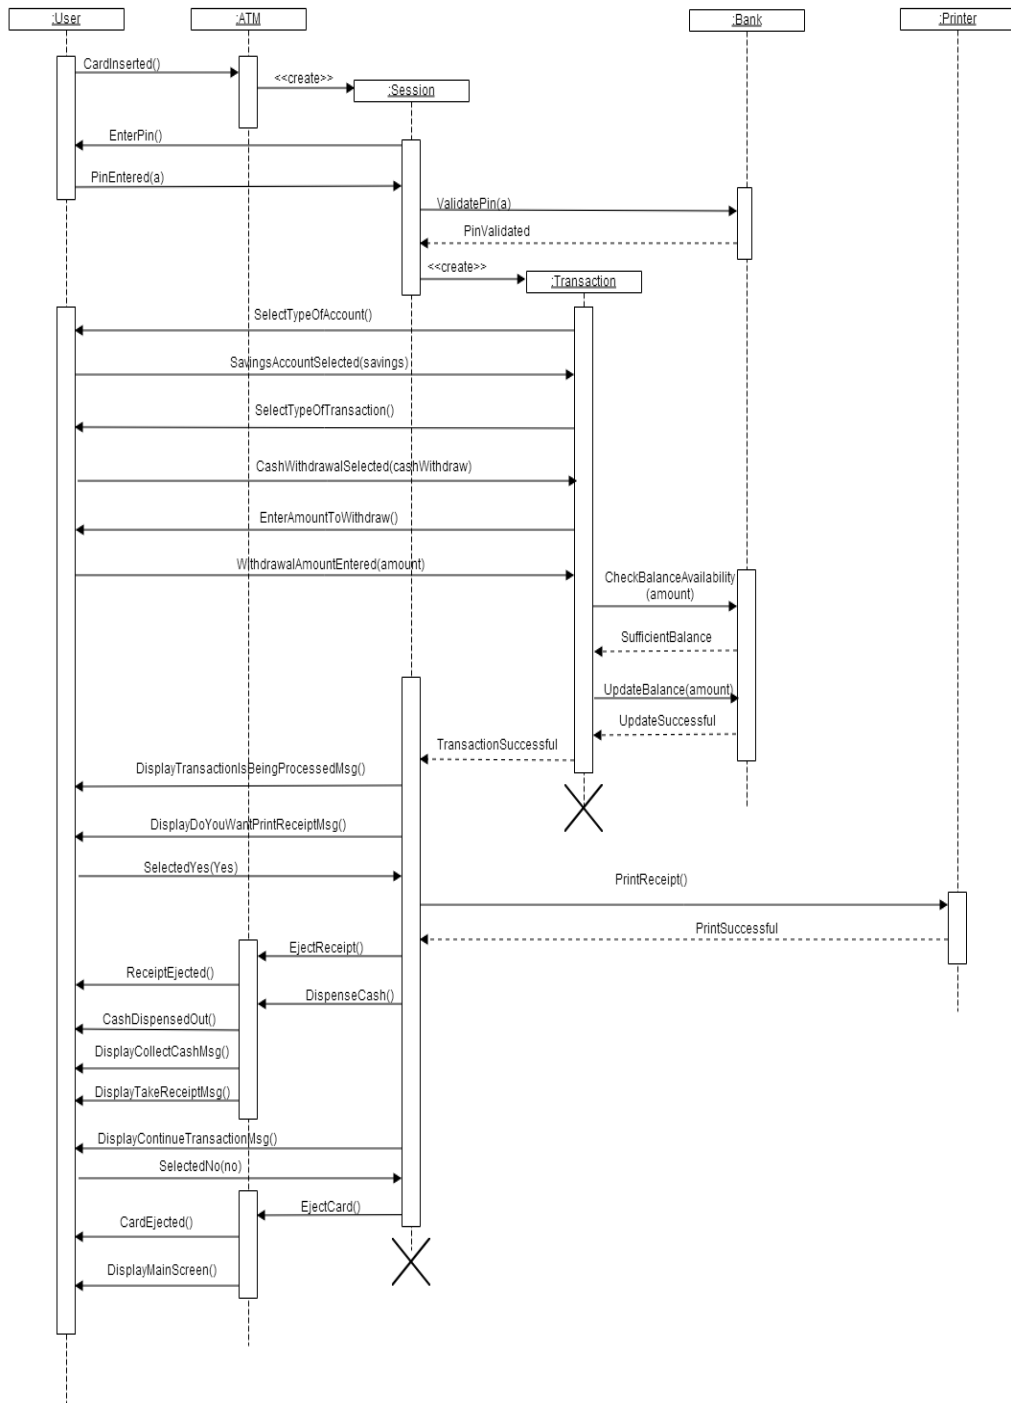 :User
:ATM
:Bank
:Printer
CardInserted()
<<create>>
:Session
EnterPin()
PinEntered(a)
ValidatePin(a)
PinValidated
<<create>>
:Transaction
SelectTypeOfAccount()
SavingsAccountSelected(savings)
SelectTypeOfTransaction()
CashWithdrawalSelected(cashWithdraw)
EnterAmountToWithdraw()
WithdrawalAmountEntered(amount)
CheckBalanceAvailability
(amount)
SufficientBalance
UpdateBalance(amount)
UpdateSuccessful
TransactionSuccessful
DisplayTransactionIsBeingProcessedMsg()
DisplayDoYouWantPrintReceiptMsg()
SelectedYes(Yes)
PrintReceipt()
PrintSuccessful
EjectReceipt()
ReceiptEjected()
DispenseCash()
CashDispensedOut()
DisplayCollectCashMsg()
DisplayTakeReceiptMsg()
DisplayContinueTransactionMsg()
SelectedNo(no)
EjectCard()
CardEjected()
DisplayMainScreen()